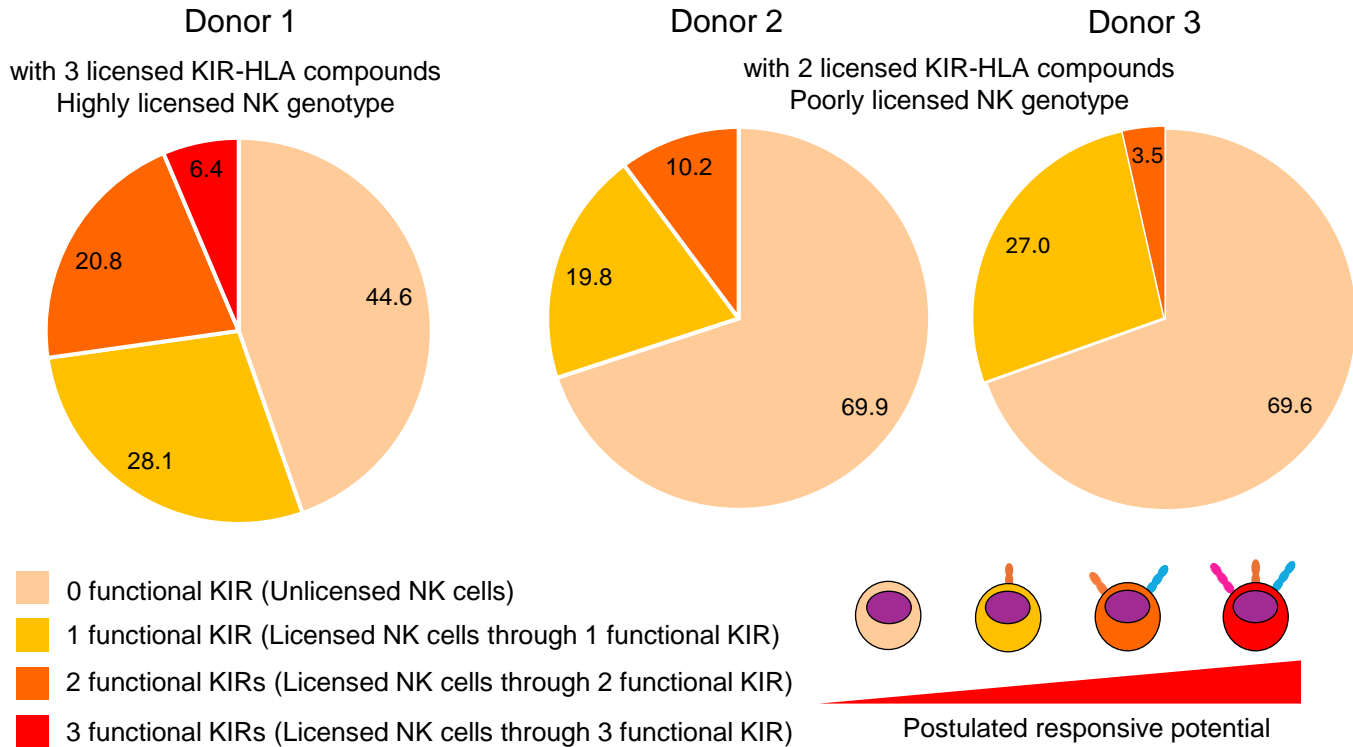 Donor 1
with 3 licensed KIR-HLA compounds
Highly licensed NK genotype
6.4
20.8
44.6
28.1
Donor 2
Donor 3
with 2 licensed KIR-HLA compounds
Poorly licensed NK genotype
10.2
19.8
69.9
3.5
27.0
69.6
0 functional KIR (Unlicensed NK cells)
1 functional KIR (Licensed NK cells through 1 functional KIR)
2 functional KIRs (Licensed NK cells through 2 functional KIR)
3 functional KIRs (Licensed NK cells through 3 functional KIR)
Postulated responsive potential